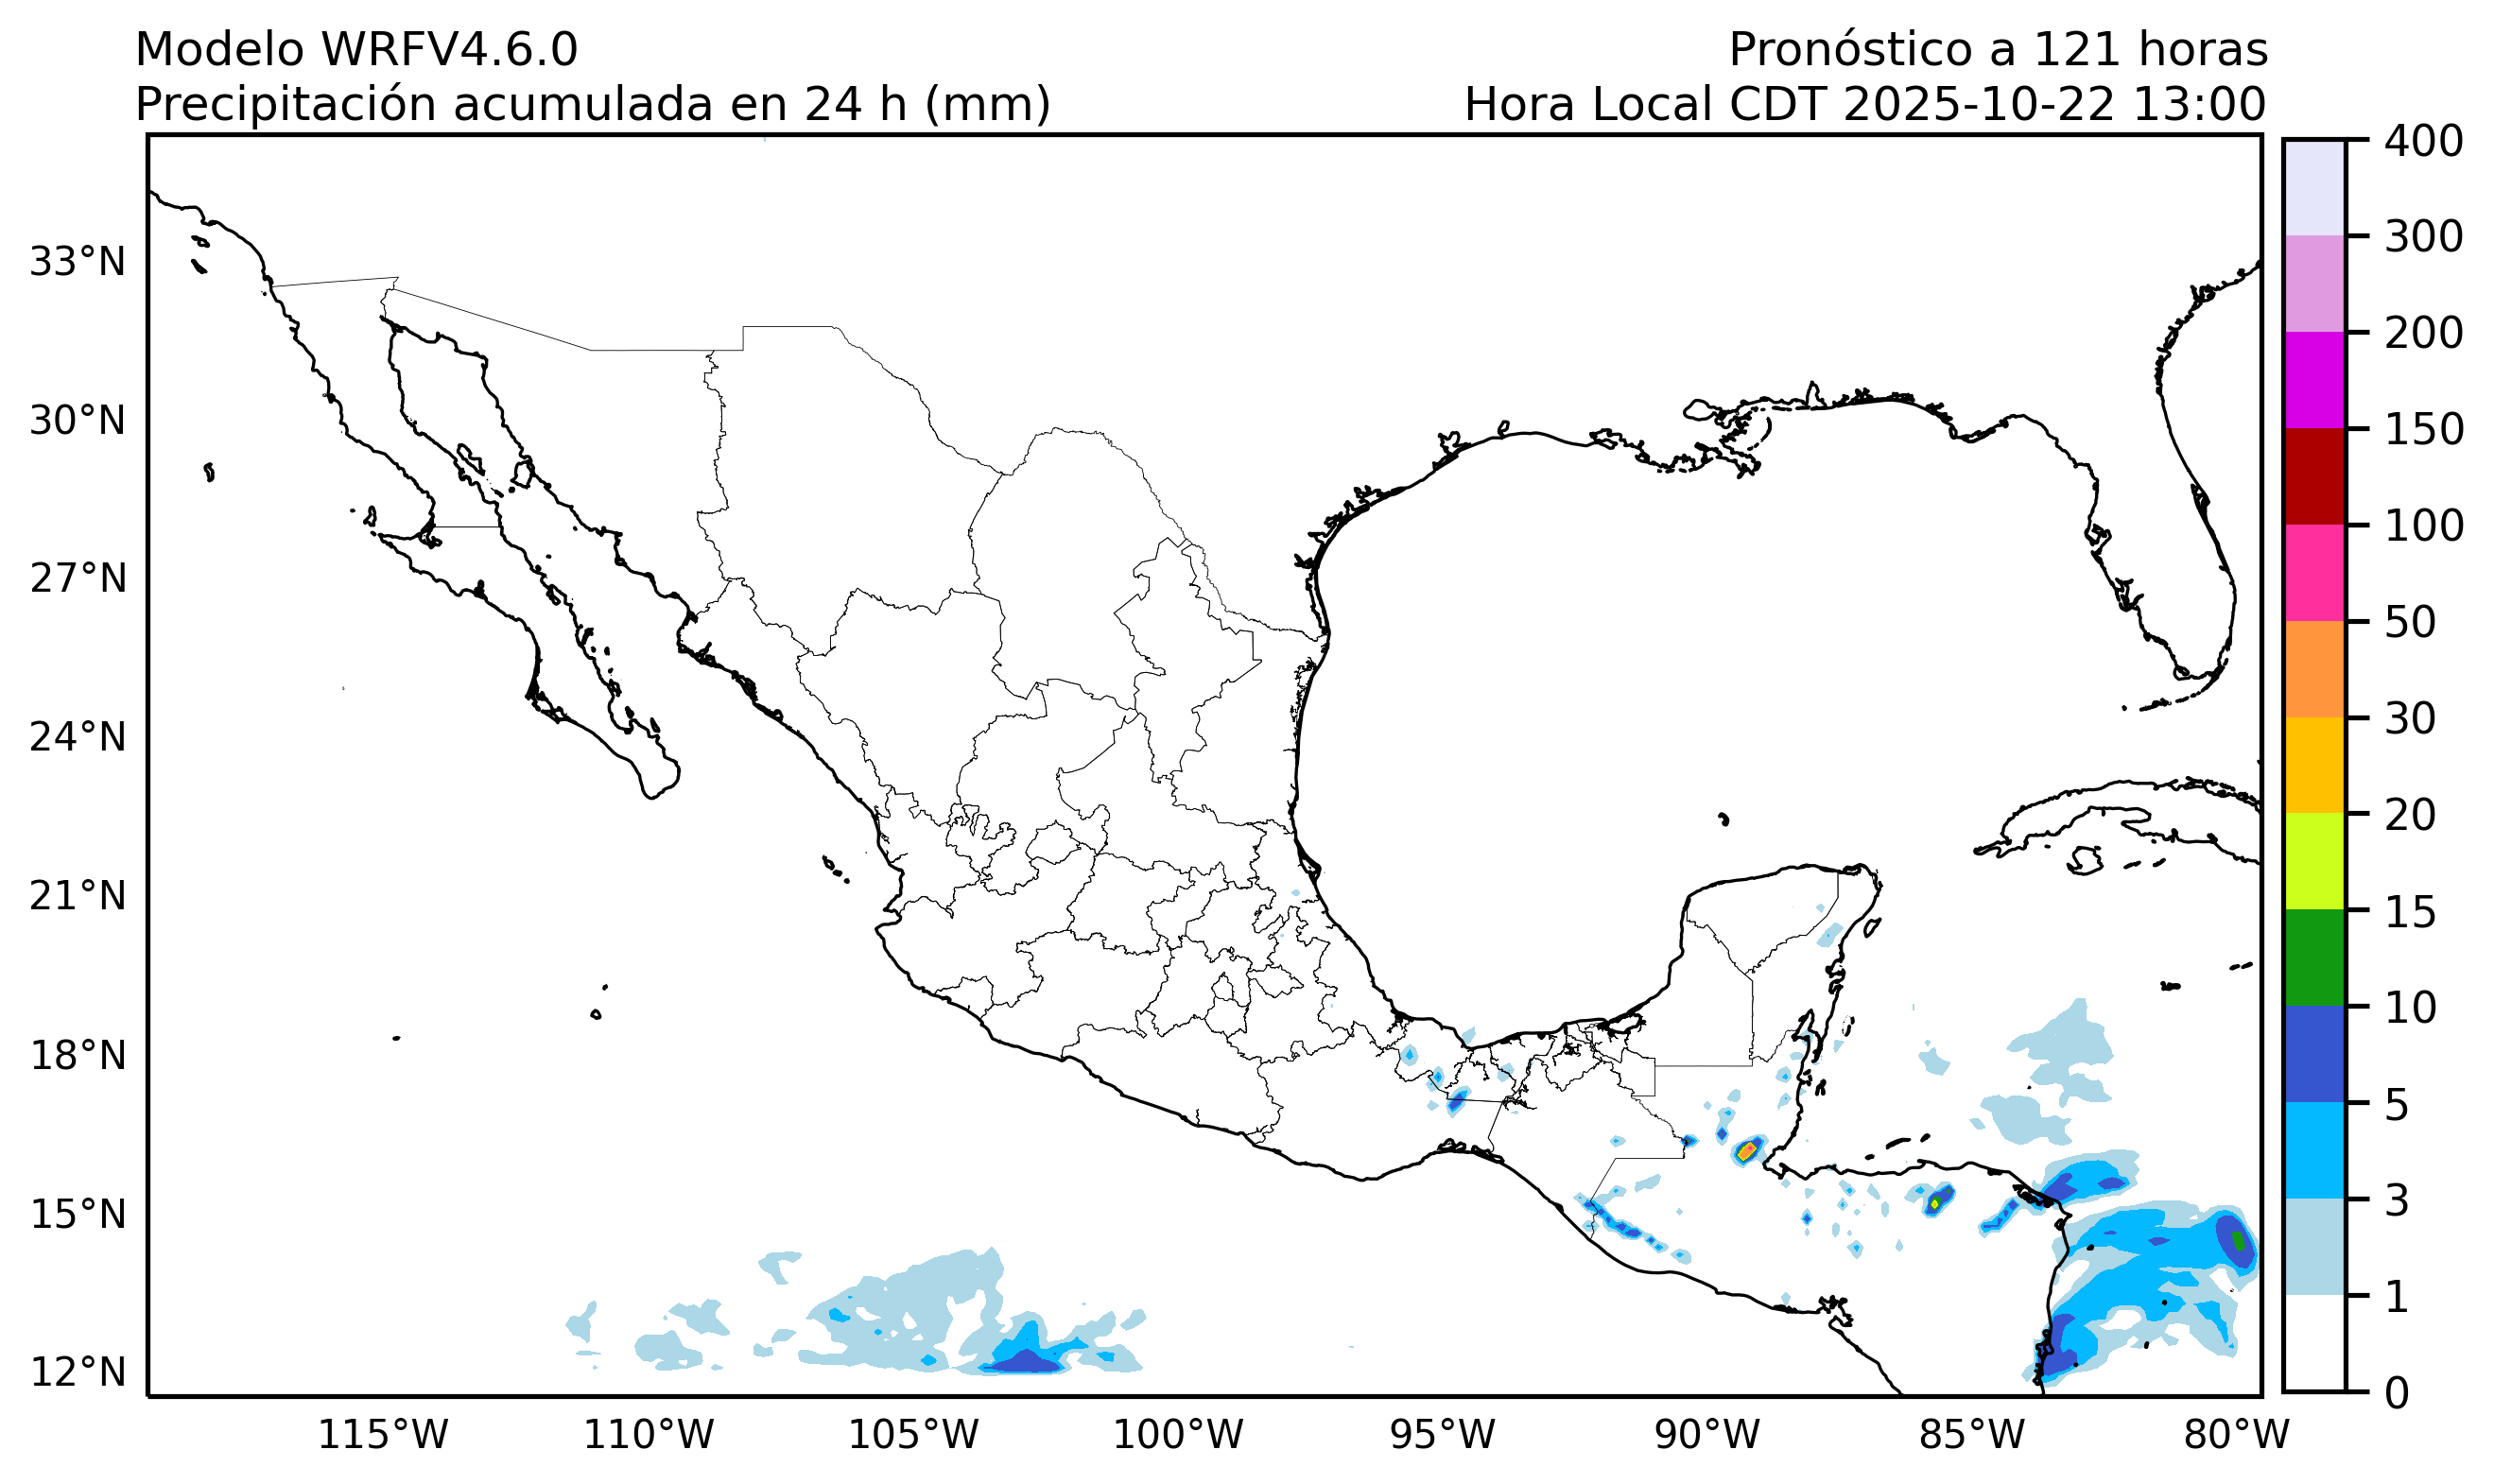 Modelo WRFV4.6.0
Pronóstico a 121 horas
Precipitación acumulada en 24 h (mm)
Hora Local CDT 2025-10-22 13:00
33°N
30°N
27°N
24°N
21°N
18°N
15°N
12°N
115°W
110°W
105°W
100°W
95°W
90°W
85°W
80°W
400
300
200
150
100
50
30
20
15
10
5
3
1
0